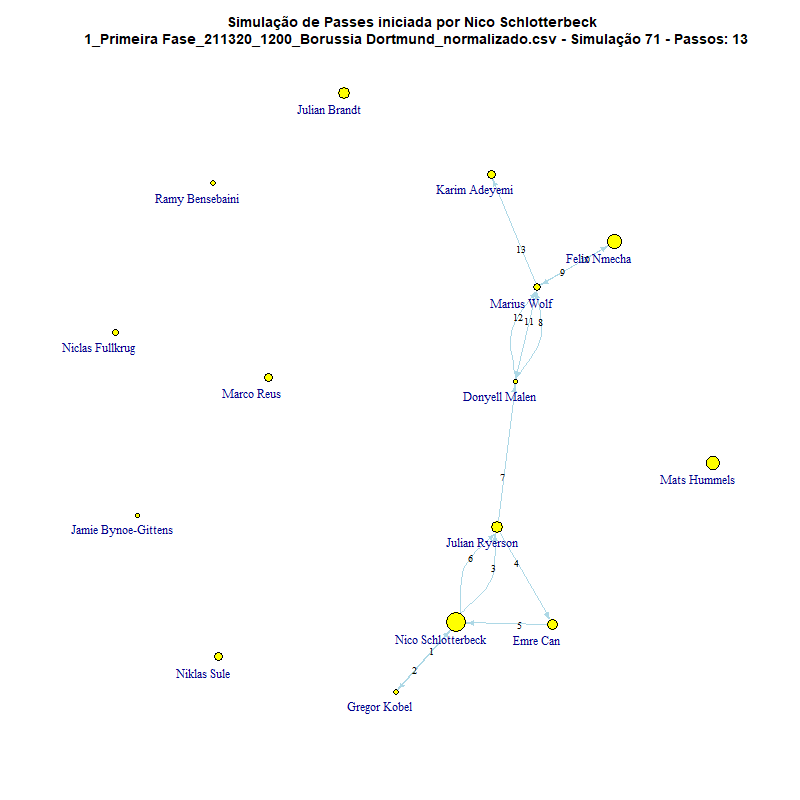 Simulação de Passes iniciada por Nico Schlotterbeck
1_Primeira Fase_211320_1200_Borussia Dortmund_normalizado.csv - Simulação 71 - Passos: 13
Julian Brandt
Karim Adeyemi
Ramy Bensebaini
13
Felix Nmecha
10
9
Marius Wolf
12
11
8
Niclas Fullkrug
Marco Reus
Donyell Malen
7
Mats Hummels
Jamie Bynoe-Gittens
Julian Ryerson
6
3
4
Nico Schlotterbeck
5
Emre Can
1
2
Niklas Sule
Gregor Kobel